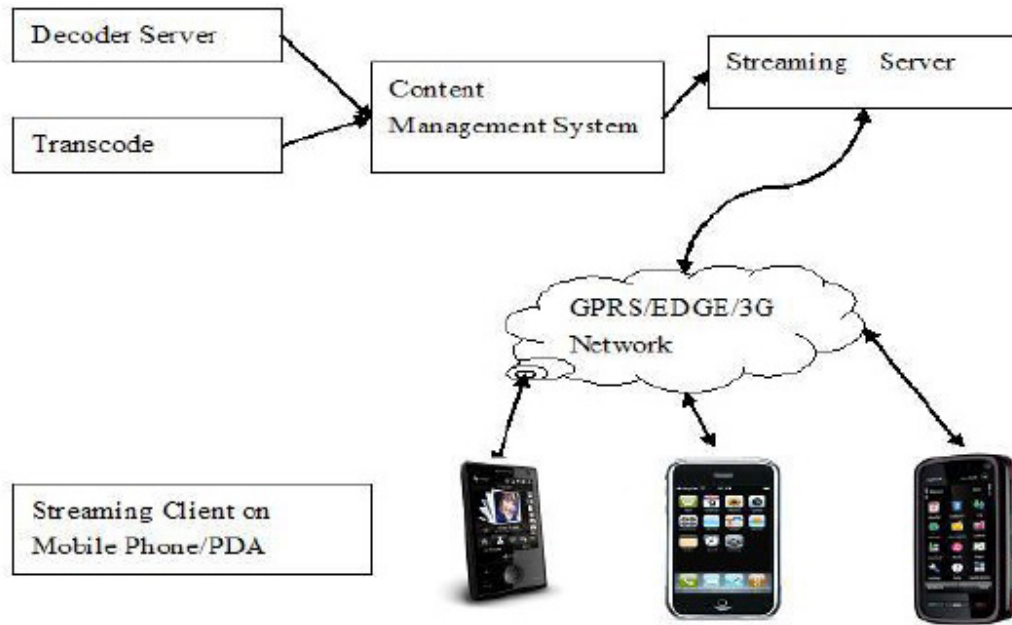 Decoder Server
Transcode
Content
Management System
Streaming Server
GPRS/EDGE/3G
Network
Streaming Client on
Mobile Phone/PDA